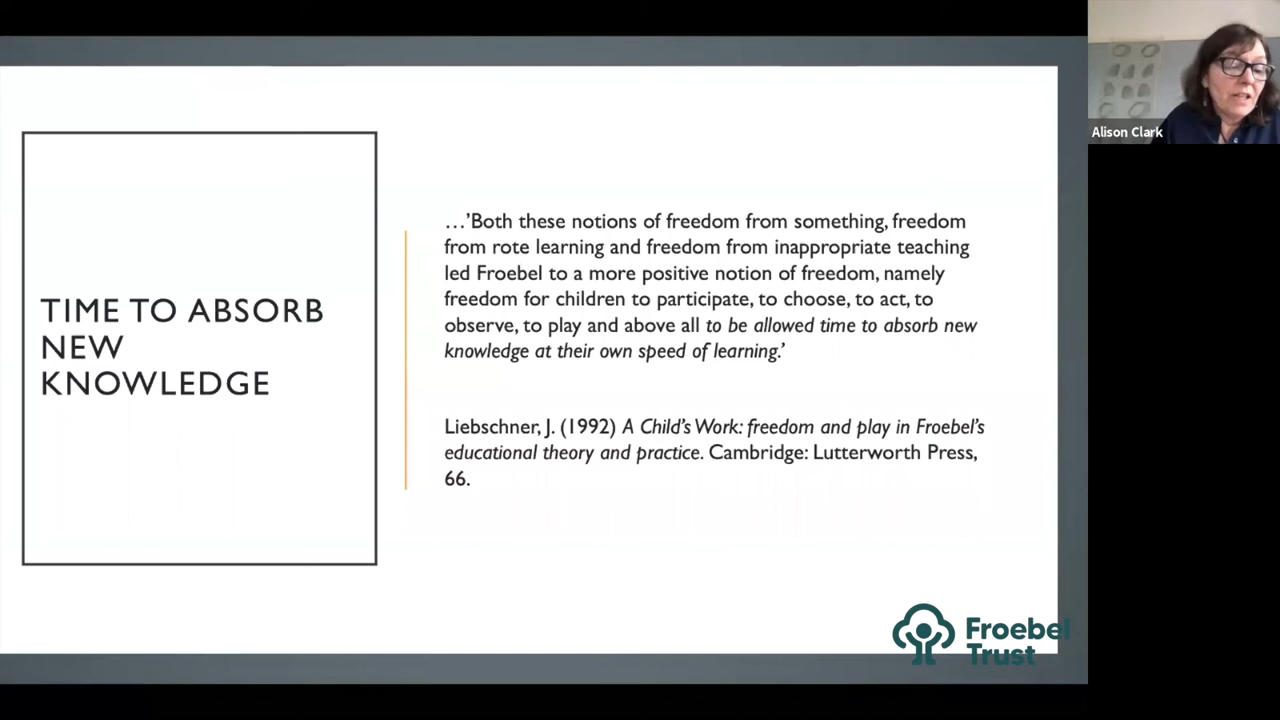 TIME TO ABSORB
NEW
KNOWLEDGE
…’Both these notions of freedom from something, freedom
from rote learning and freedom from inappropriate teaching
led Froebel to a more positive notion of freedom, namely
freedom for children to participate, to choose, to act, to
observe, to play and above all to be allowed time to absorb new
knowledge at their own speed of learning.’
Liebschner, J. (1992) A Child’s Work: freedom and play in Froebel’s
educational theory and practice. Cambridge: Lutterworth Press,
66.
Froebel
Trust
Alison Clark